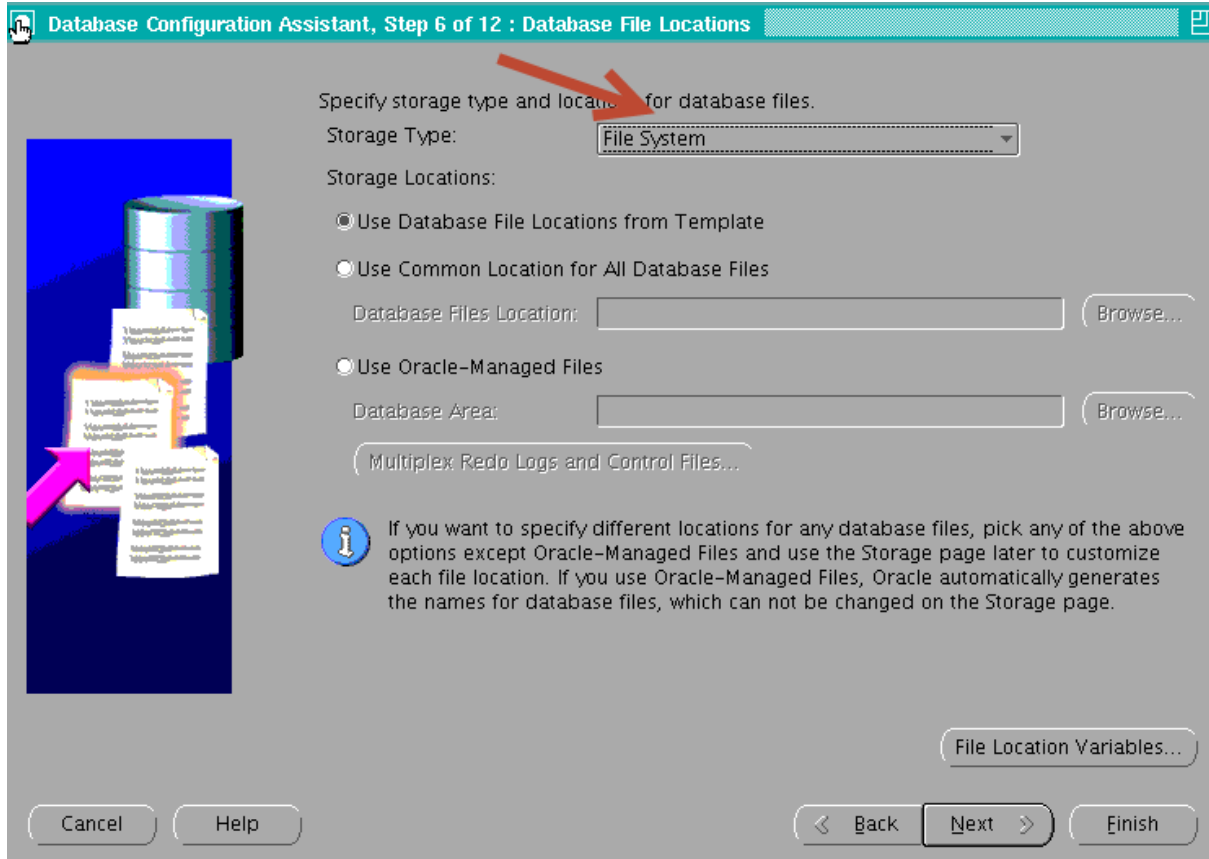 Database Configuration Assistant, Step 6 of 12 : Database File Locations
Specify storage type and locations for database files.
Storage Type: File System
Storage Locations:
Use Database File Locations from Template
Use Common Location for All Database Files
Database Files Location: Browse...
Use Oracle-Managed Files
Database Area: Browse...
Multiplex Redo Logs and Control Files...
If you want to specify different locations for any database files, pick any of the above
options except Oracle-Managed Files and use the Storage page later to customize
each file location. If you use Oracle-Managed Files, Oracle automatically generates
the names for database files, which can not be changed on the Storage page.
File Location Variables...
Cancel Help Back Next Finish